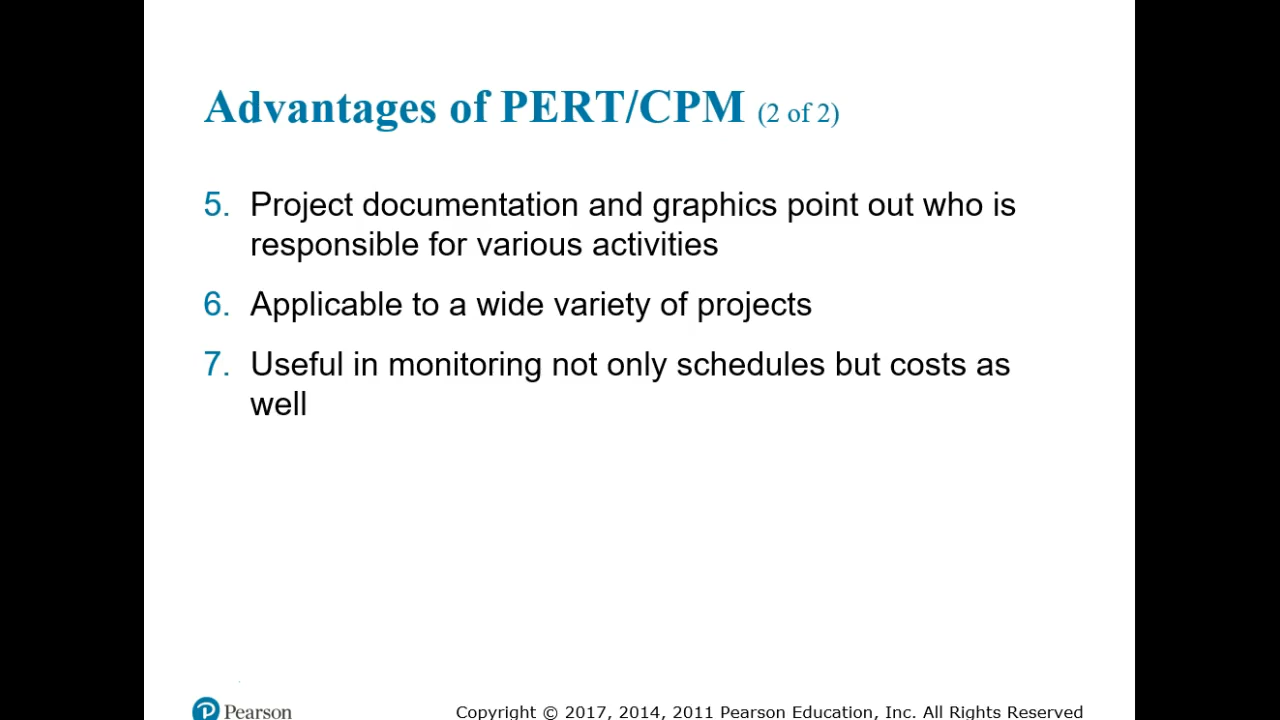 Advantages of PERT/CPM (2 of 2)
5. Project documentation and graphics point out who is
responsible for various activities
6. Applicable to a wide variety of projects
7. Useful in monitoring not only schedules but costs as
well
Pearson
Copyright © 2017, 2014, 2011 Pearson Education, Inc. All Rights Reserved